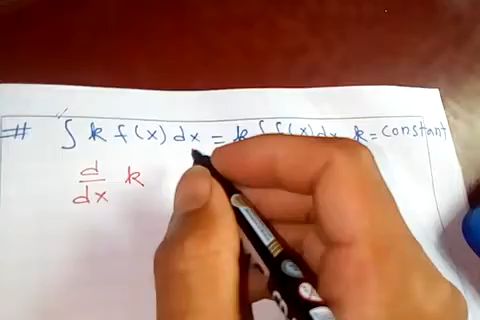 # ∫ k f(x) dx = k ∫ f(x) dx k = constant
d/dx k